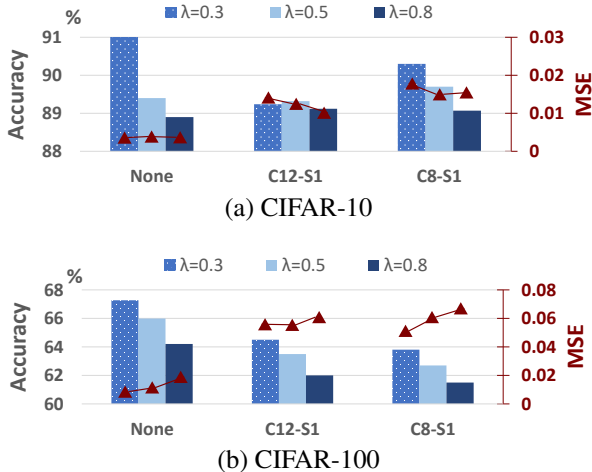 % λ=0.3 λ=0.5 λ=0.8
91 0.03
90 0.02
89 0.01
88 0
Accuracy
MSE
None C12-S1 C8-S1
(a) CIFAR-10
% λ=0.3 λ=0.5 λ=0.8
68 0.08
66 0.06
64 0.04
62 0.02
60 0
Accuracy
MSE
None C12-S1 C8-S1
(b) CIFAR-100